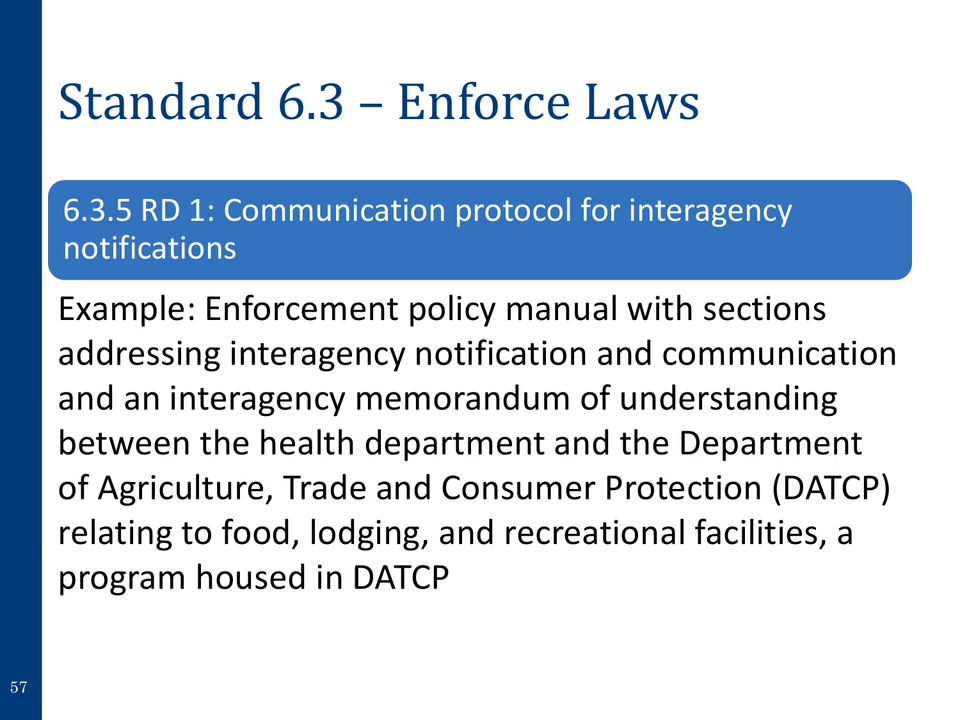 Standard 6.3 – Enforce Laws
6.3.5 RD 1: Communication protocol for interagency
notifications
Example: Enforcement policy manual with sections
addressing interagency notification and communication
and an interagency memorandum of understanding
between the health department and the Department
of Agriculture, Trade and Consumer Protection (DATCP)
relating to food, lodging, and recreational facilities, a
program housed in DATCP
57